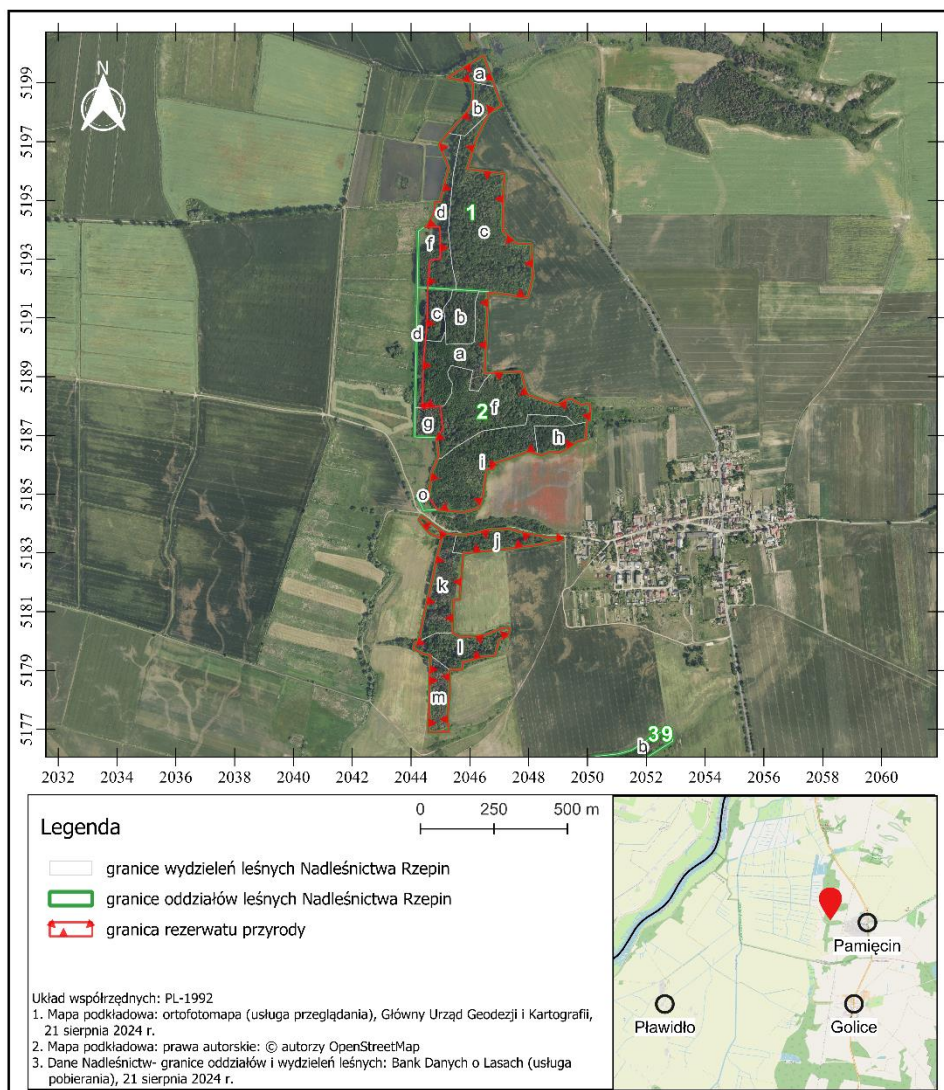 N
5199
5197
5195
5193
5191
5189
5187
5185
5183
5181
5179
5177
a
b
d
1
c
f
c
b
d
a
f
2
g
h
i
o
j
k
l
m
39
b
2032 2034 2036 2038 2040 2042 2044 2046 2048 2050 2052 2054 2056 2058 2060
Legenda
0 250 500 m
granice wydzieleń leśnych Nadleśnictwa Rzepin
granice oddziałów leśnych Nadleśnictwa Rzepin
granica rezerwatu przyrody
Układ współrzędnych: PL-1992
1. Mapa podkładowa: ortofotomapa (usługa przeglądania), Główny Urząd Geodezji i Kartografii,
21 sierpnia 2024 r.
2. Mapa podkładowa: prawa autorskie: © autorzy OpenStreetMap
3. Dane Nadleśnictw- granice oddziałów i wydzieleń leśnych: Bank Danych o Lasach (usługa
pobierania), 21 sierpnia 2024 r.
Pamięcin
Pławidło
Golice